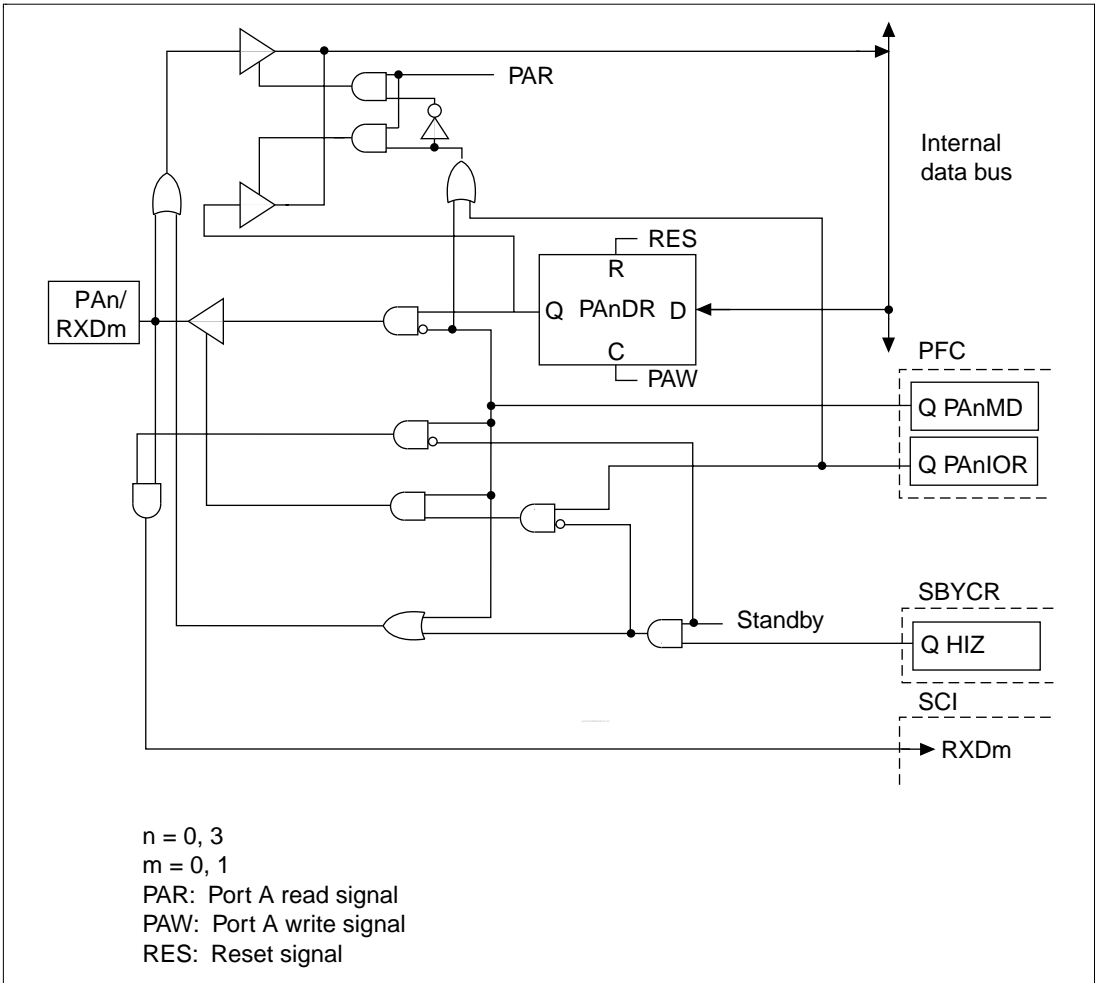 PAR
Internal
data bus
RES
R
PAn/
RXDm
Q PAnDR D
C
PAW
PFC
Q PAnMD
Q PAnIOR
SBYCR
Standby
Q HIZ
SCI
RXDm
n = 0, 3
m = 0, 1
PAR: Port A read signal
PAW: Port A write signal
RES: Reset signal